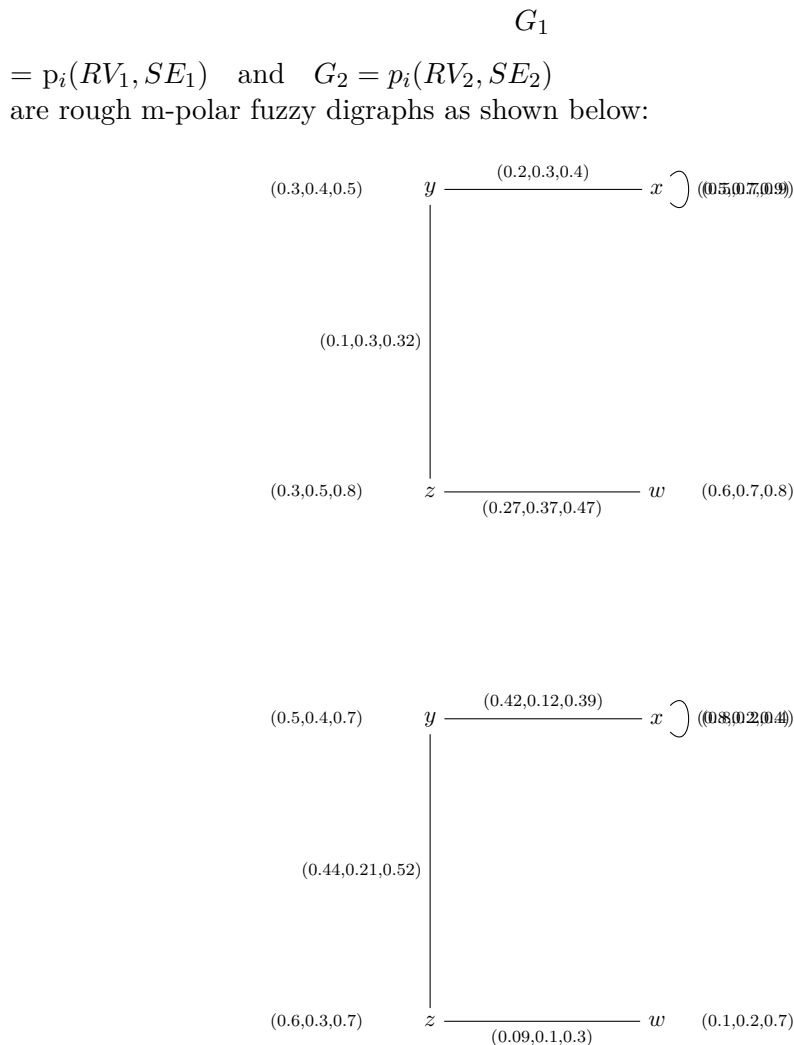 G₁
= pᵢ(RV₁, SE₁) and G₂ = pᵢ(RV₂, SE₂)
are rough m-polar fuzzy digraphs as shown below:
(0.2,0.3,0.4)
(0.3,0.4,0.5) y x
(0.1,0.3,0.32)
(0.3,0.5,0.8) z w (0.6,0.7,0.8)
(0.27,0.37,0.47)
(0.42,0.12,0.39)
(0.5,0.4,0.7) y x
(0.44,0.21,0.52)
(0.6,0.3,0.7) z w (0.1,0.2,0.7)
(0.09,0.1,0.3)